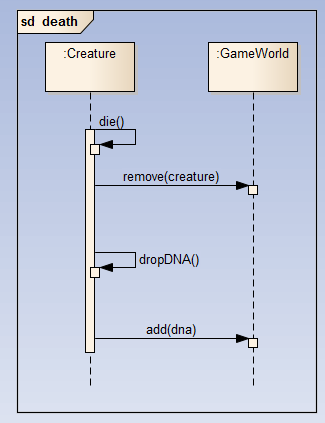 sd death
:Creature
:GameWorld
die()
remove(creature)
dropDNA()
add(dna)